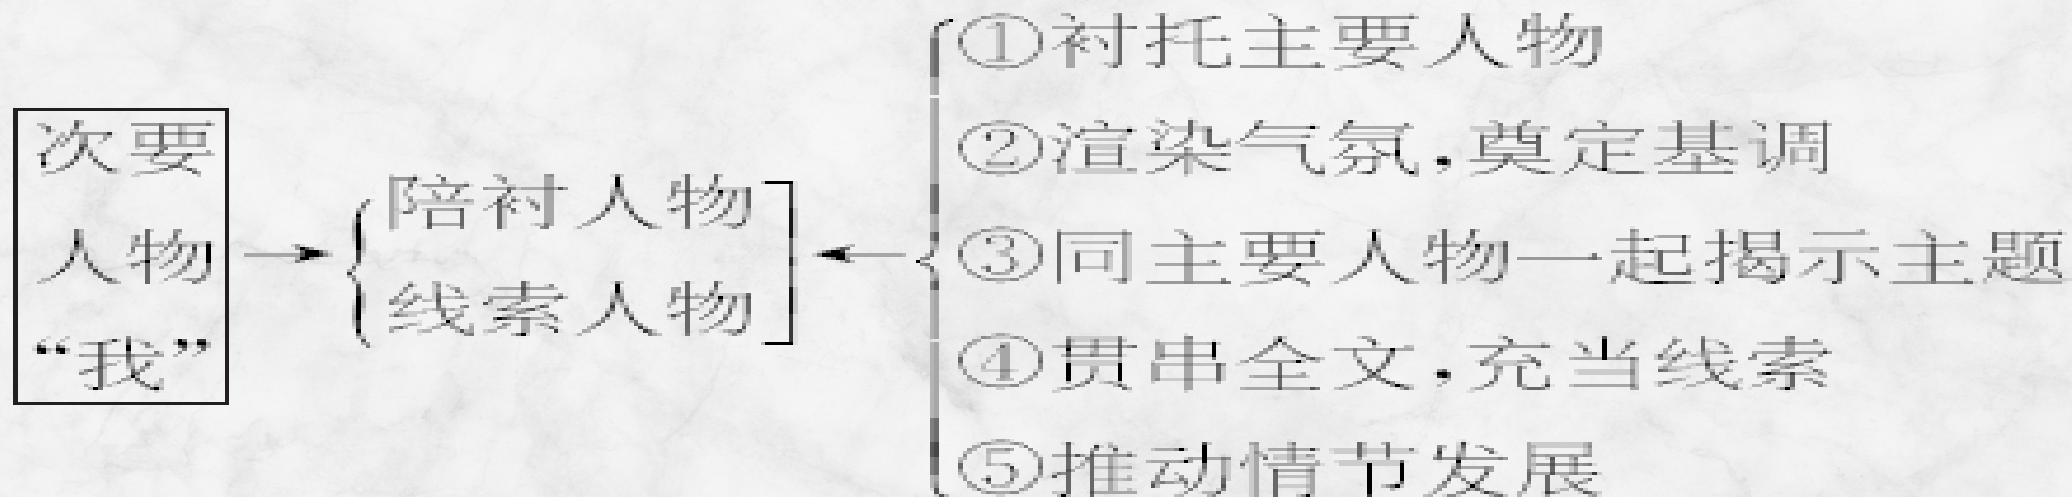 次要
人物
“我”
陪衬人物
线索人物
①衬托主要人物
②渲染气氛,奠定基调
③同主要人物一起揭示主题
④贯串全文,充当线索
⑤推动情节发展